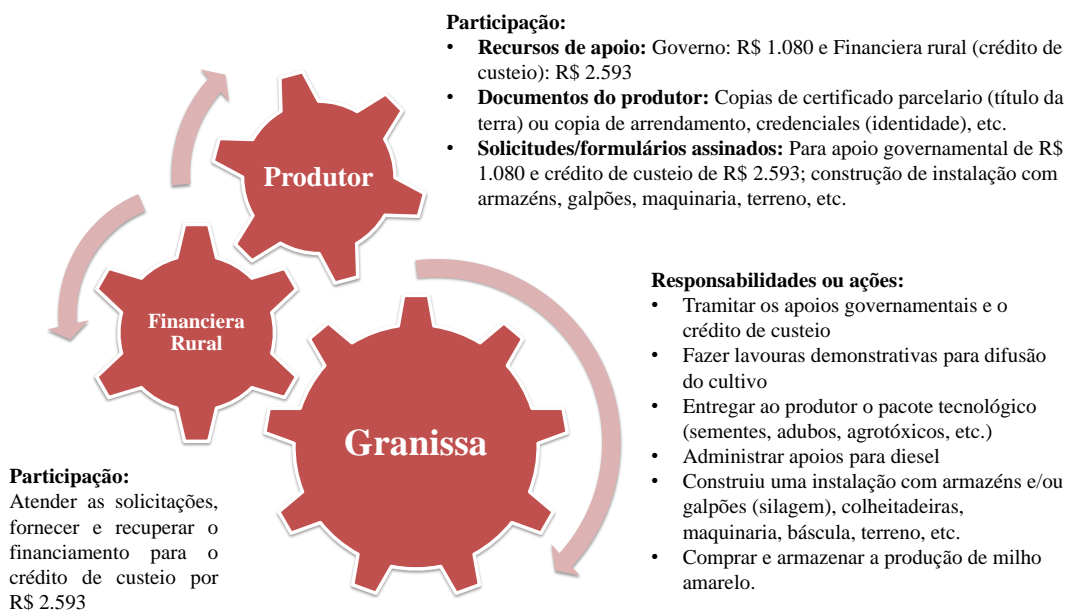 Participação:
• Recursos de apoio: Governo: R$ 1.080 e Financiera rural (crédito de
custeio): R$ 2.593
• Documentos do produtor: Copias de certificado parcelario (título da
terra) ou copia de arrendamento, credenciales (identidade), etc.
• Solicitudes/formulários assinados: Para apoio governamental de R$
1.080 e crédito de custeio de R$ 2.593; construção de instalação com
armazéns, galpões, maquinaria, terreno, etc.
Produtor
Financiera
Rural
Granissa
Responsabilidades ou ações:
• Tramitar os apoios governamentais e o
crédito de custeio
• Fazer lavouras demonstrativas para difusão
do cultivo
• Entregar ao produtor o pacote tecnológico
(sementes, adubos, agrotóxicos, etc.)
• Administrar apoios para diesel
• Construiu uma instalação com armazéns e/ou
galpões (silagem), colheitadeiras,
maquinaria, báscula, terreno, etc.
• Comprar e armazenar a produção de milho
amarelo.
Participação:
Atender as solicitações,
fornecer e recuperar o
financiamento para o
crédito de custeio por
R$ 2.593